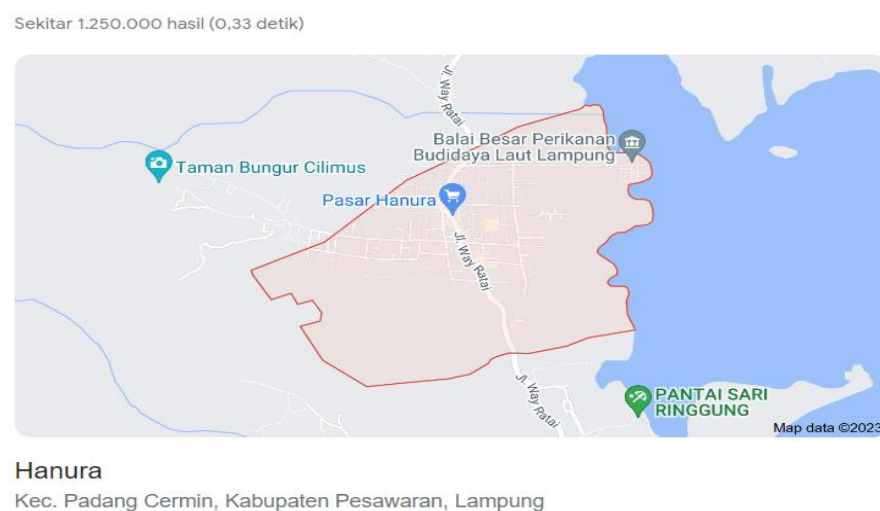 Sekitar 1.250.000 hasil (0,33 detik)
Jl. Way Ratai
Balai Besar Perikanan
Budidaya Laut Lampung
Taman Bungur Cilimus
Pasar Hanura
Jl. Way Ratai
Jl. Way Ratai
PANTAI SARI
RINGGUNG
Map data ©2023
Hanura
Kec. Padang Cermin, Kabupaten Pesawaran, Lampung